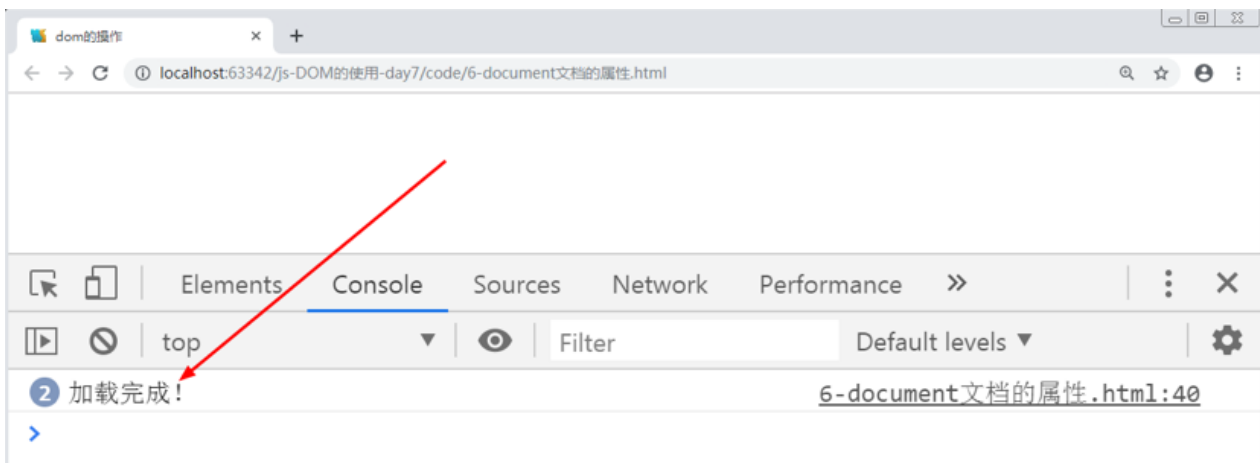 dom的操作
localhost:63342/js-DOM的使用-day7/code/6-document文档的属性.html
Elements Console Sources Network Performance »
top Filter Default levels ▼
2 加载完成! 6-document文档的属性.html:40